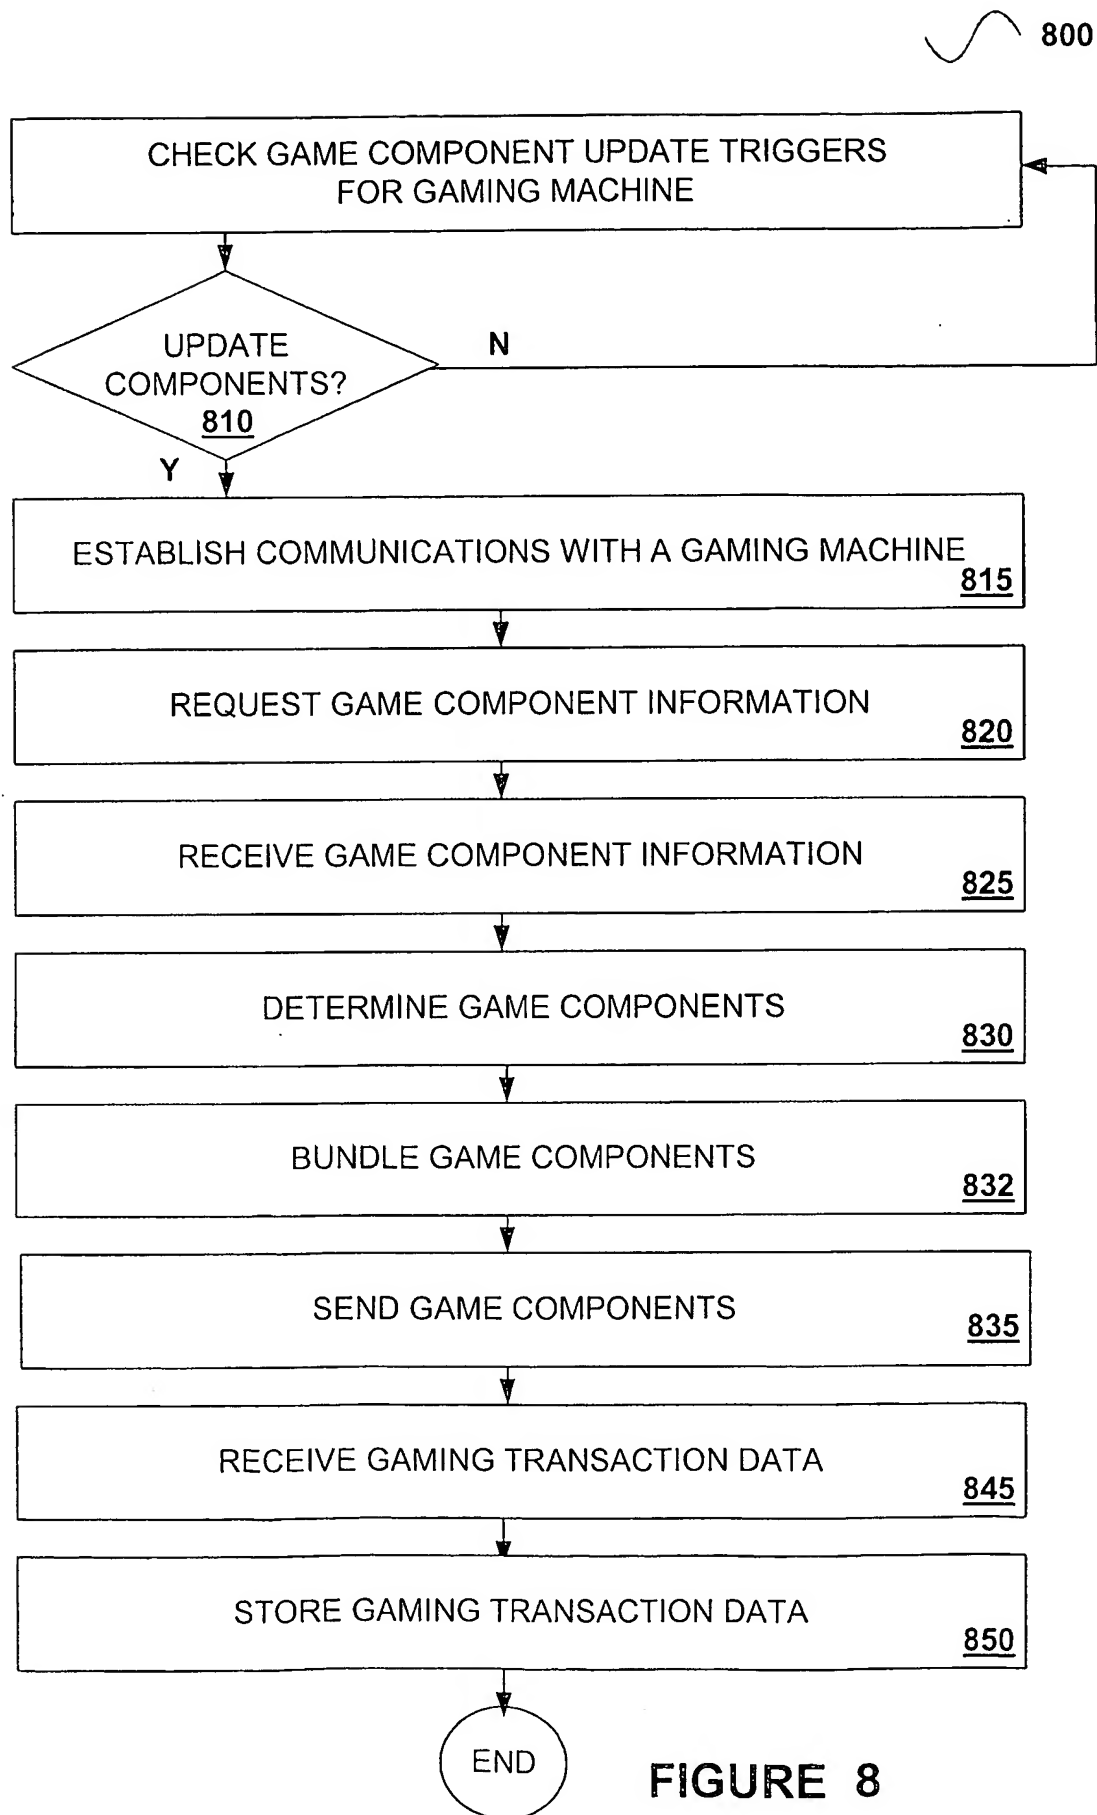 800
CHECK GAME COMPONENT UPDATE TRIGGERS
FOR GAMING MACHINE
UPDATE
COMPONENTS?
810
N
Y
ESTABLISH COMMUNICATIONS WITH A GAMING MACHINE
815
REQUEST GAME COMPONENT INFORMATION
820
RECEIVE GAME COMPONENT INFORMATION
825
DETERMINE GAME COMPONENTS
830
BUNDLE GAME COMPONENTS
832
SEND GAME COMPONENTS
835
RECEIVE GAMING TRANSACTION DATA
845
STORE GAMING TRANSACTION DATA
850
END
FIGURE 8